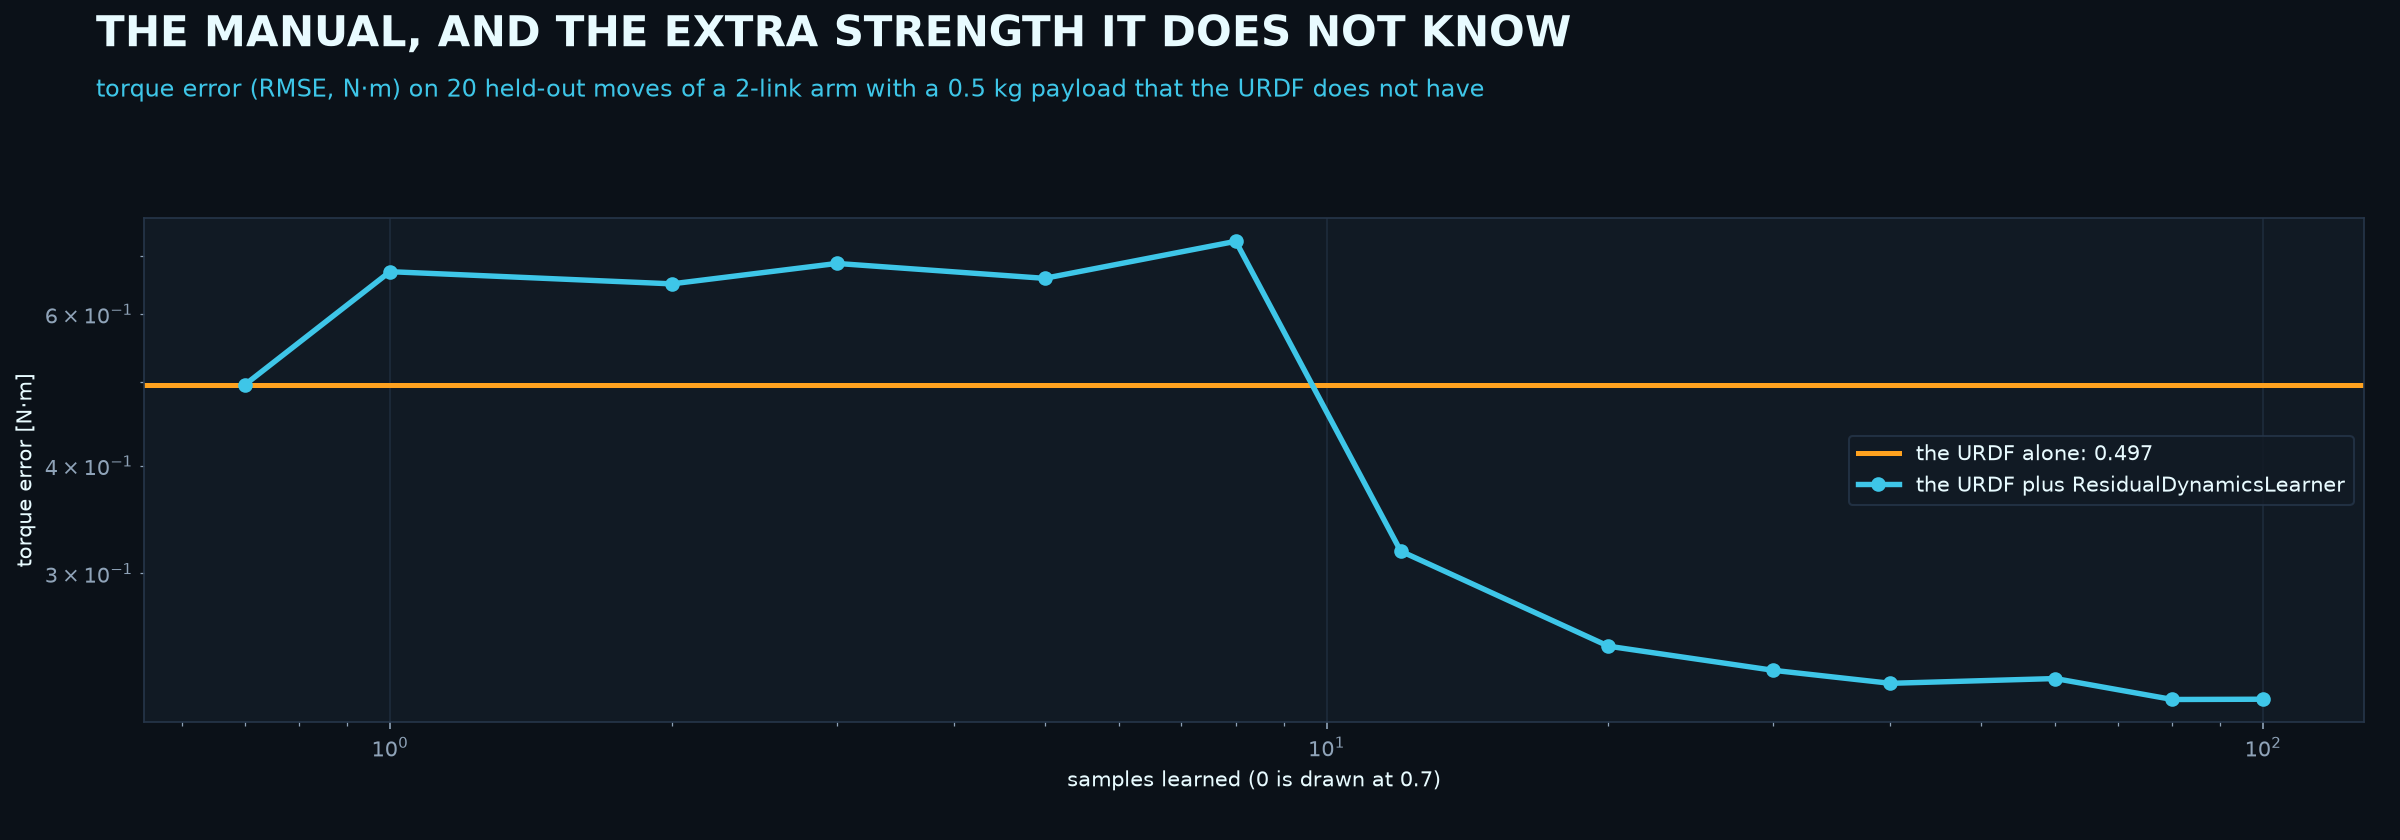 THE MANUAL, AND THE EXTRA STRENGTH IT DOES NOT KNOW
torque error (RMSE, N·m) on 20 held-out moves of a 2-link arm with a 0.5 kg payload that the URDF does not have
6 × 10⁻¹
4 × 10⁻¹
3 × 10⁻¹
torque error [N·m]
the URDF alone: 0.497
the URDF plus ResidualDynamicsLearner
10⁰
10¹
10²
samples learned (0 is drawn at 0.7)